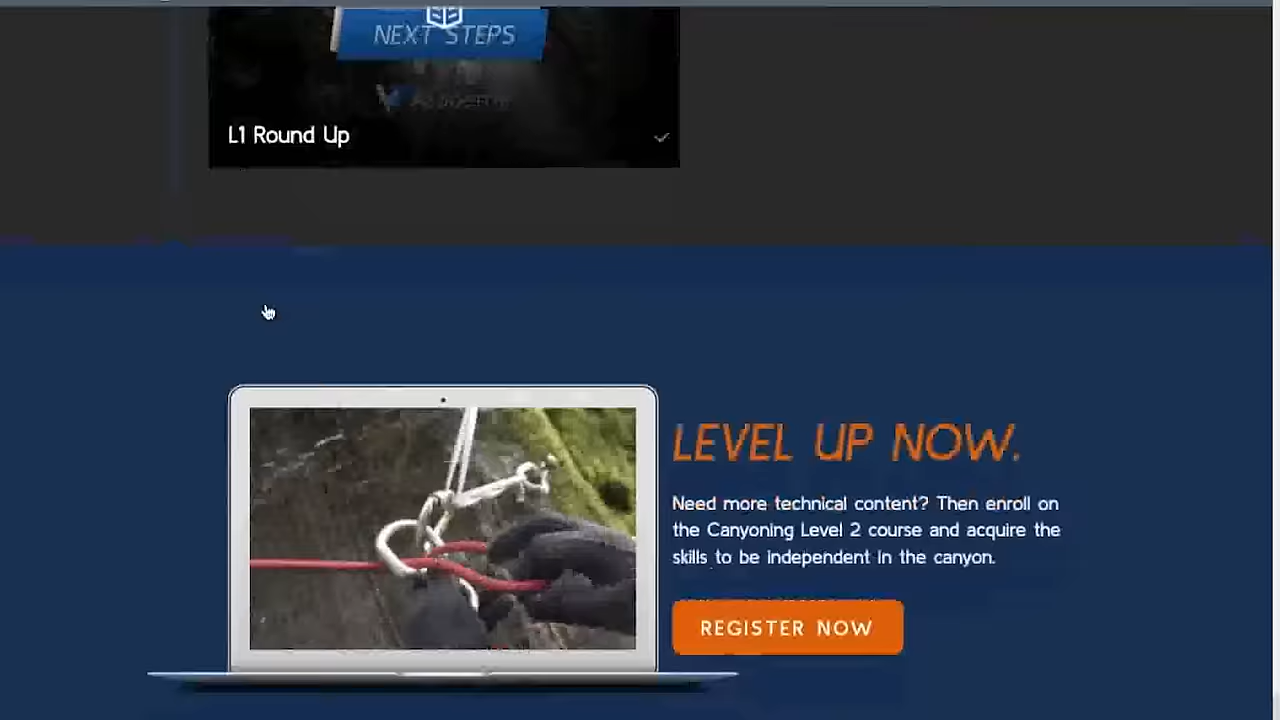 NEXT STEPS
L1 Round Up
LEVEL UP NOW.
Need more technical content? Then enroll on
the Canyoning Level 2 course and acquire the
skills to be independent in the canyon.
REGISTER NOW